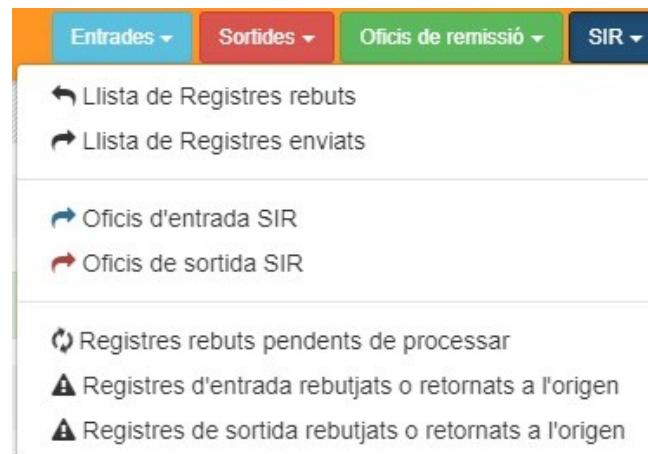 Entrades Sortides Oficis de remissió SIR
Llista de Registres rebuts
Llista de Registres enviats
Oficis d'entrada SIR
Oficis de sortida SIR
Registres rebuts pendents de processar
Registres d'entrada rebutjats o retornats a l'origen
Registres de sortida rebutjats o retornats a l'origen